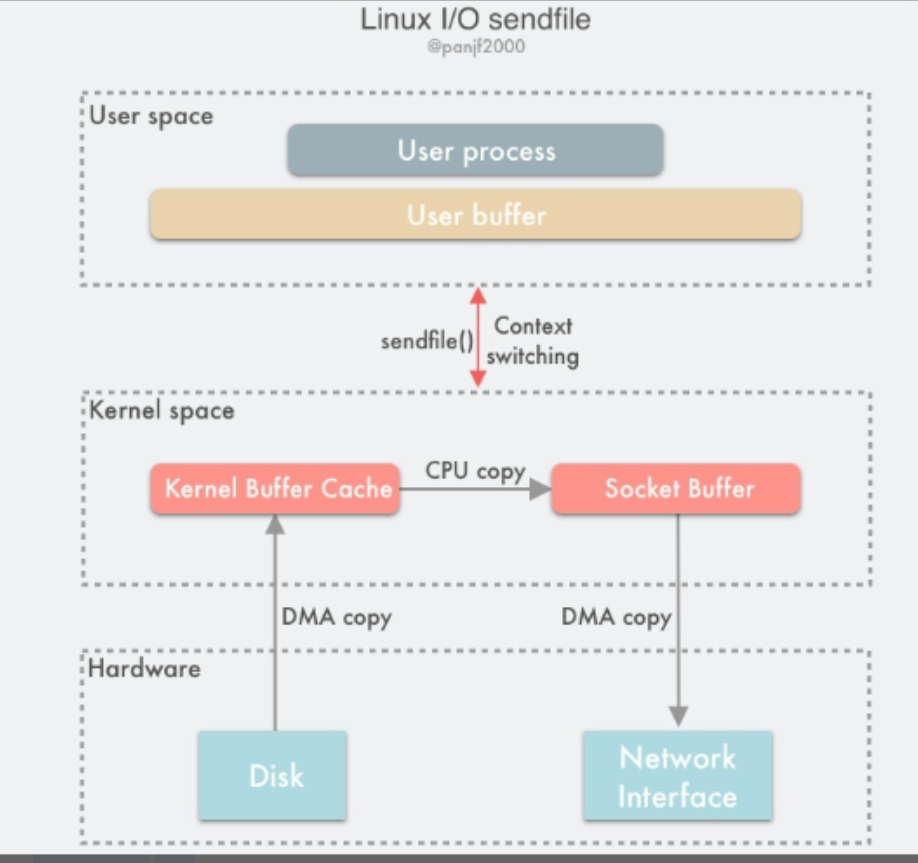 Linux I/O sendfile
@panjf2000
User space
User process
User buffer
sendfile()
Context
switching
Kernel space
Kernel Buffer Cache
CPU copy
Socket Buffer
DMA copy
DMA copy
Hardware
Disk
Network
Interface